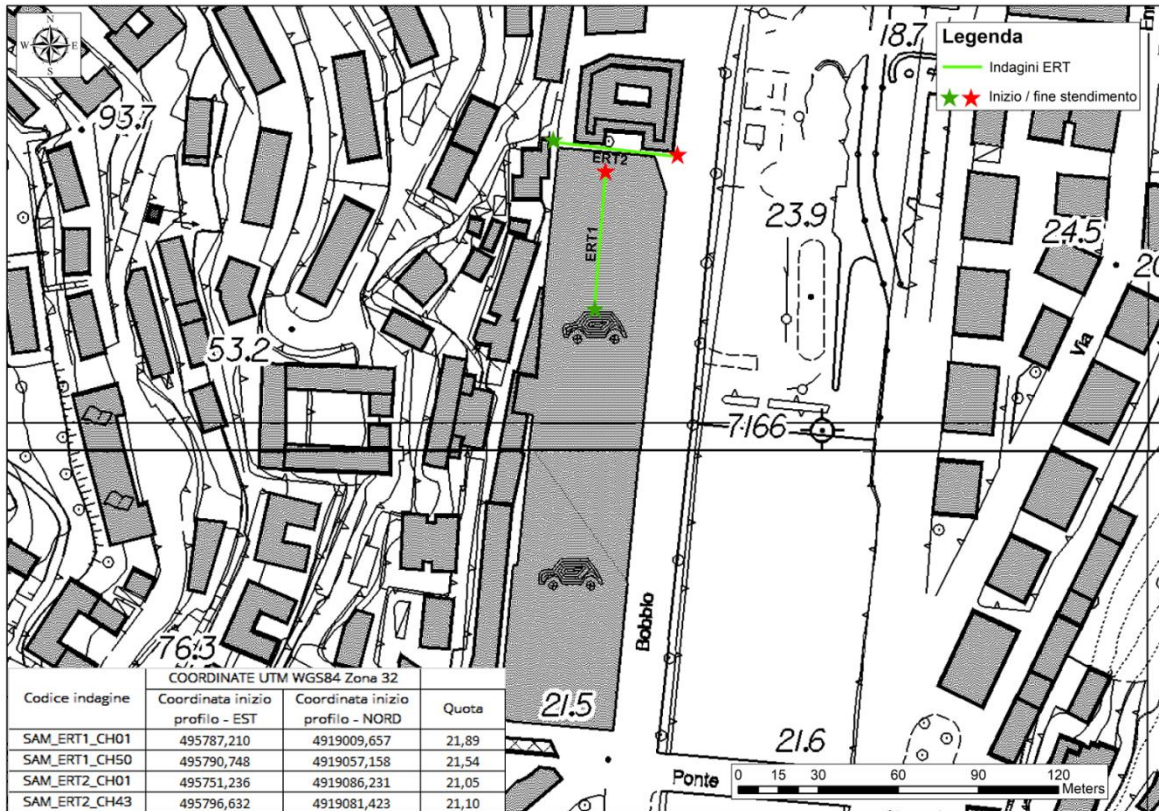 N
W E
S
93.7
18.7
Legenda
Indagini ERT
Inizio / fine stendimento
ERT2
ERT1
23.9
24.5
20
Via
53.2
7166
Bobbio
76.3
21.5
21.6
Ponte
COORDINATE UTM WGS84 Zona 32
Codice indagine Coordinata inizio profilo - EST Coordinata inizio profilo - NORD Quota
SAM_ERT1_CH01 495787,210 4919009,657 21,89
SAM_ERT1_CH50 495790,748 4919057,158 21,54
SAM_ERT2_CH01 495751,236 4919086,231 21,05
SAM_ERT2_CH43 495796,632 4919081,423 21,10
0 15 30 60 90 120
Meters